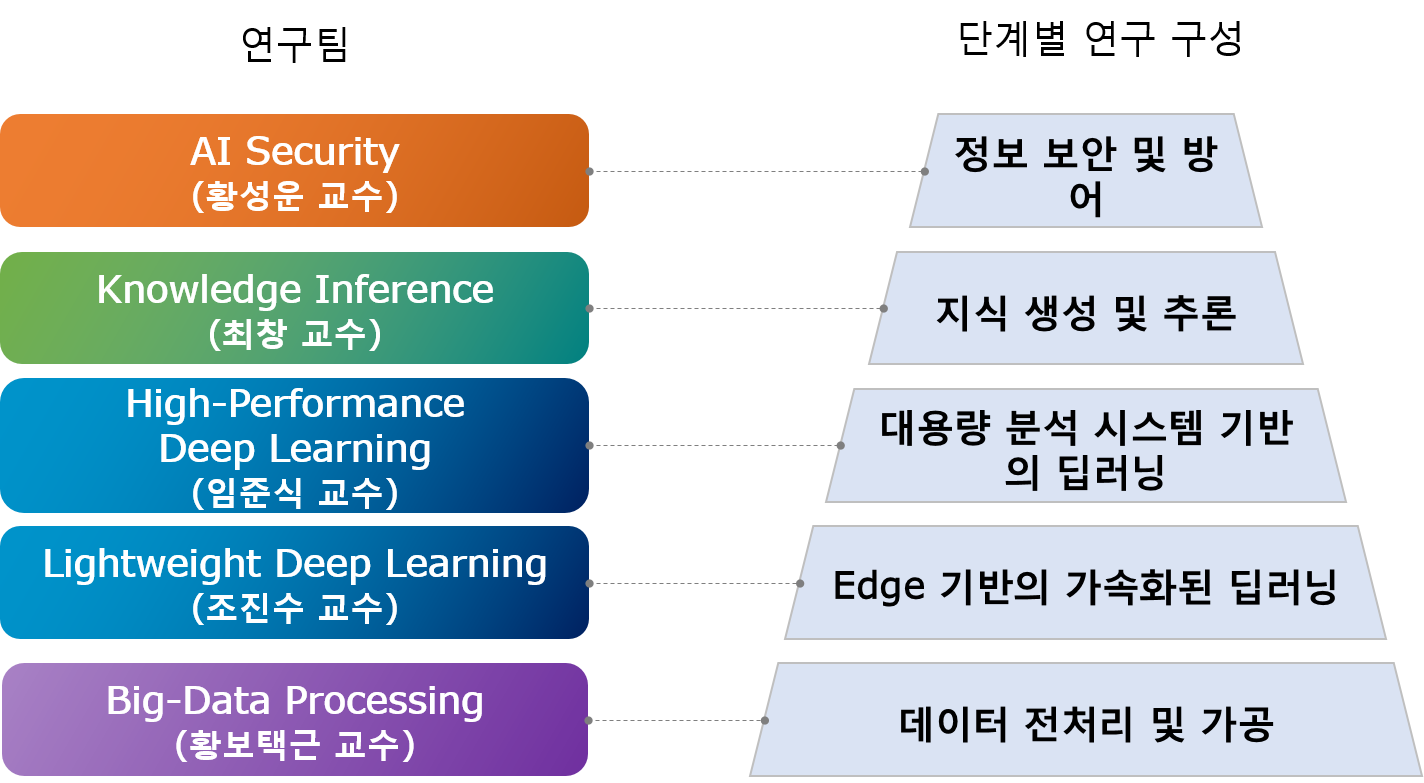 연구팀
단계별 연구 구성
AI Security
(황성운 교수)
정보 보안 및 방
어
Knowledge Inference
(최창 교수)
지식 생성 및 추론
High-Performance
Deep Learning
(임준식 교수)
대용량 분석 시스템 기반
의 딥러닝
Lightweight Deep Learning
(조진수 교수)
Edge 기반의 가속화된 딥러닝
Big-Data Processing
(황보택근 교수)
데이터 전처리 및 가공